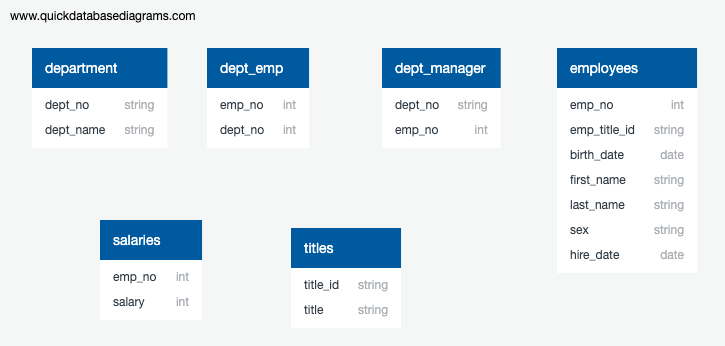 www.quickdatabasediagrams.com
department
dept_no string
dept_name string
dept_emp
emp_no int
dept_no int
dept_manager
dept_no string
emp_no int
employees
emp_no int
emp_title_id string
birth_date date
first_name string
last_name string
sex string
hire_date date
salaries
emp_no int
salary int
titles
title_id string
title string